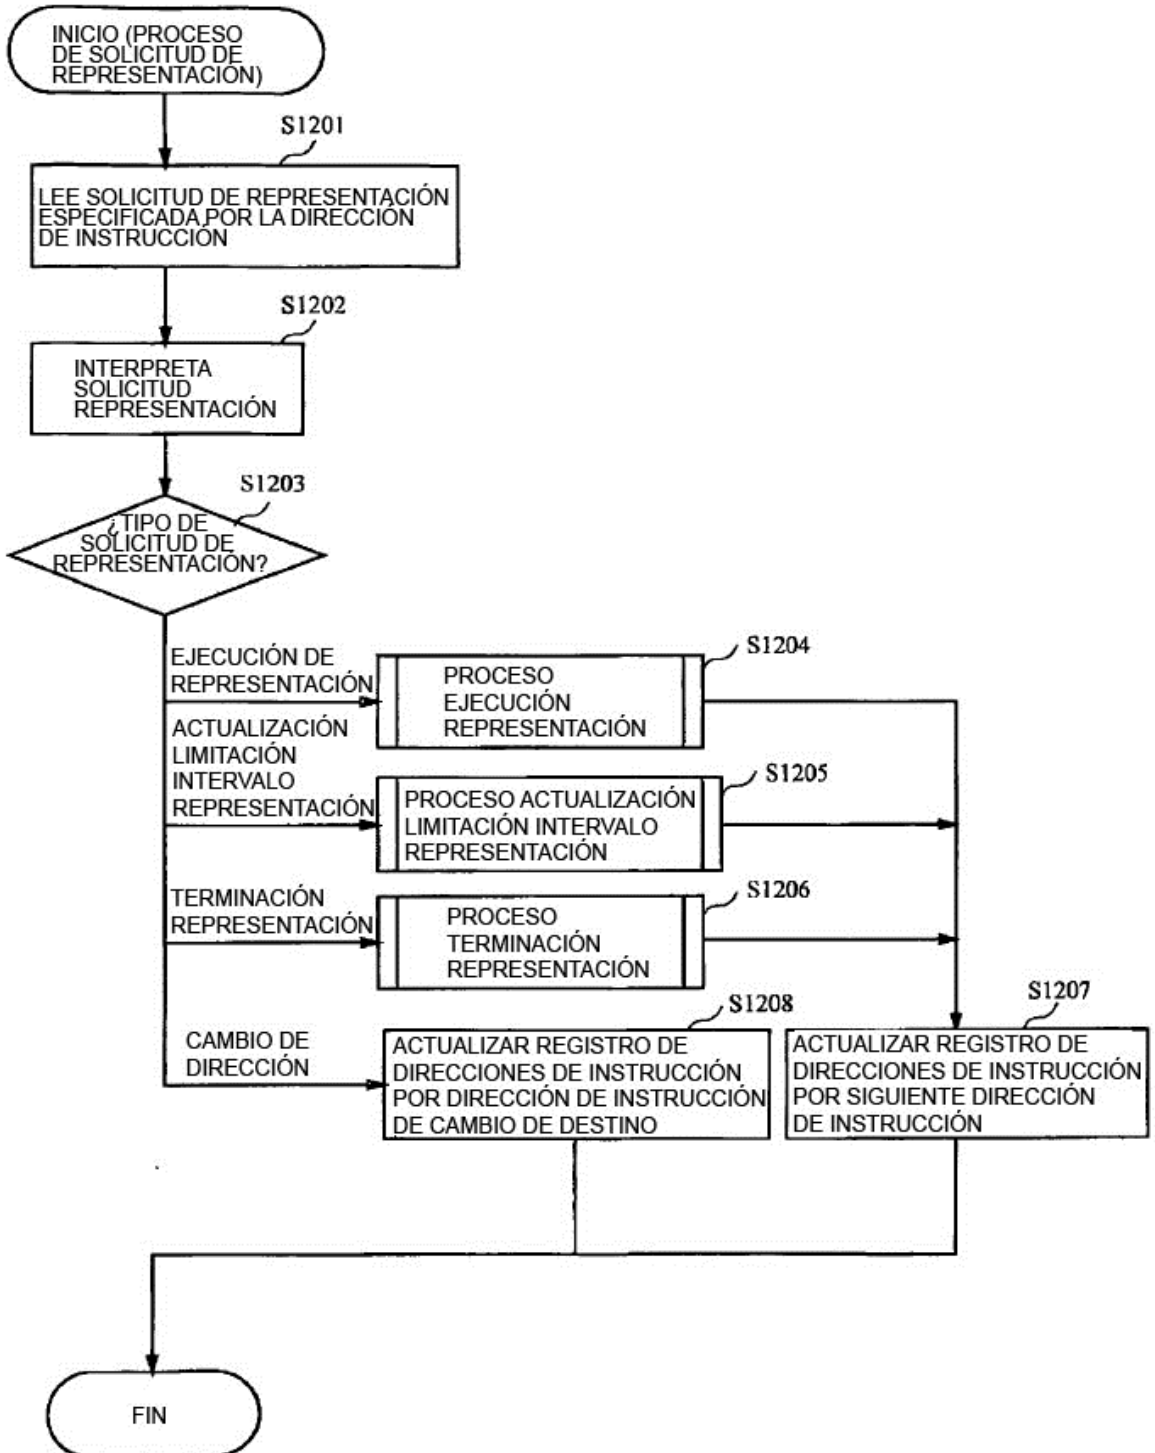 INICIO (PROCESO
DE SOLICITUD DE
REPRESENTACIÓN)
S1201
LEE SOLICITUD DE REPRESENTACIÓN
ESPECIFICADA POR LA DIRECCIÓN
DE INSTRUCCIÓN
S1202
INTERPRETA
SOLICITUD
REPRESENTACIÓN
S1203
¿TIPO DE
SOLICITUD DE
REPRESENTACIÓN?
EJECUCIÓN DE
REPRESENTACIÓN
S1204
PROCESO
EJECUCIÓN
REPRESENTACIÓN
ACTUALIZACIÓN
LIMITACIÓN
INTERVALO
REPRESENTACIÓN
S1205
PROCESO ACTUALIZACIÓN
LIMITACIÓN INTERVALO
REPRESENTACIÓN
TERMINACIÓN
REPRESENTACIÓN
S1206
PROCESO
TERMINACIÓN
REPRESENTACIÓN
CAMBIO DE
DIRECCIÓN
S1208
ACTUALIZAR REGISTRO DE
DIRECCIONES DE INSTRUCCIÓN
POR DIRECCIÓN DE INSTRUCCIÓN
DE CAMBIO DE DESTINO
S1207
ACTUALIZAR REGISTRO DE
DIRECCIONES DE INSTRUCCIÓN
POR SIGUIENTE DIRECCIÓN
DE INSTRUCCIÓN
FIN